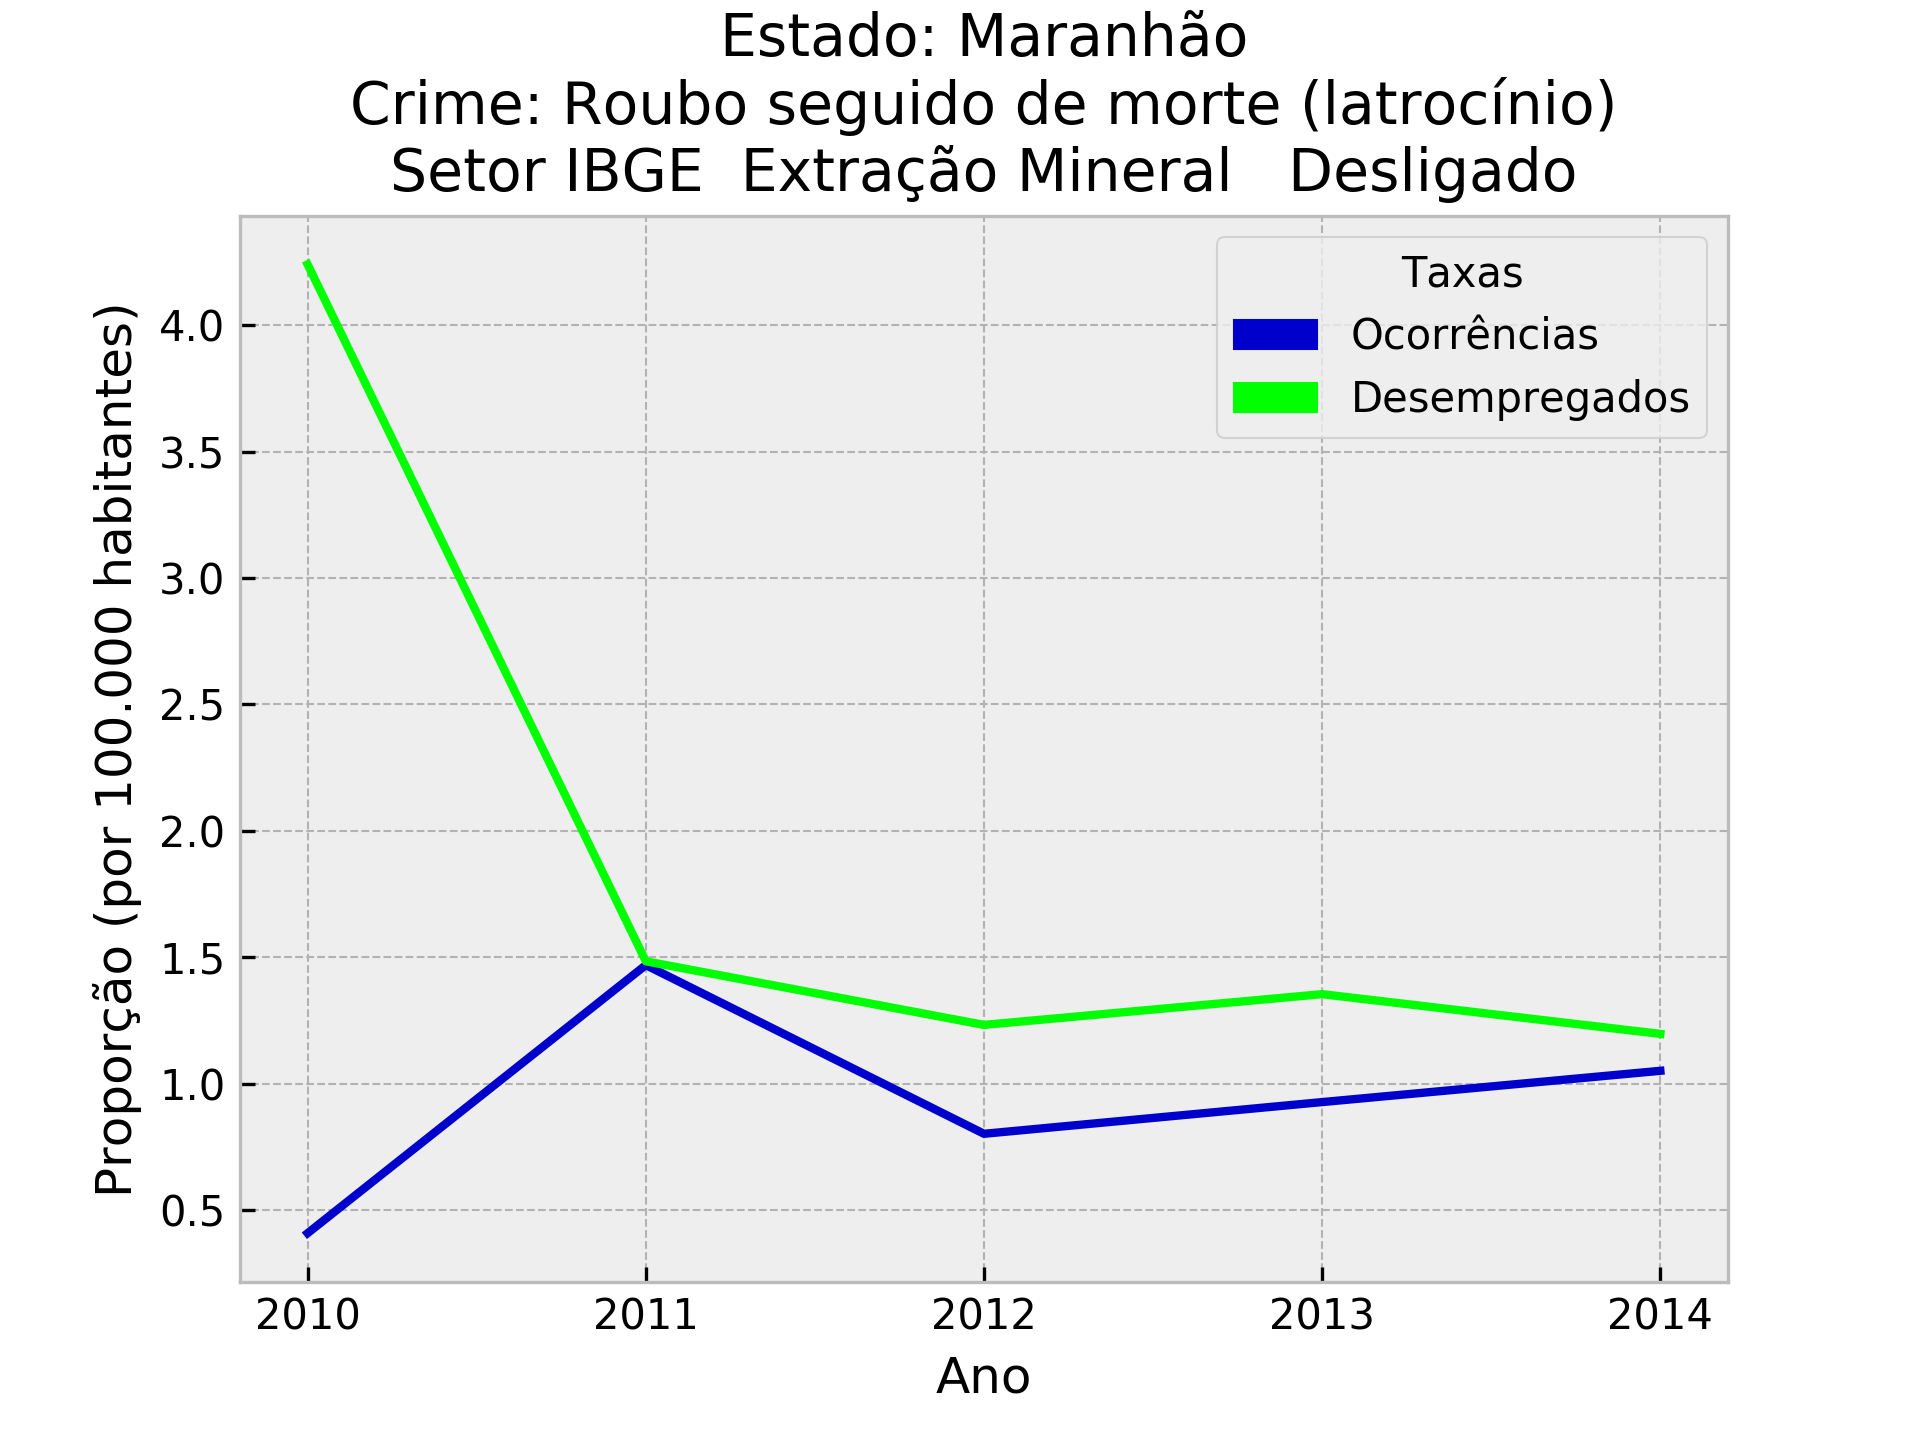 Estado: Maranhão
Crime: Roubo seguido de morte (latrocínio)
Setor IBGE  Extração Mineral   Desligado
Proporção (por 100.000 habitantes)
4.0
3.5
3.0
2.5
2.0
1.5
1.0
0.5
Taxas
Ocorrências
Desempregados
2010 2011 2012 2013 2014
Ano